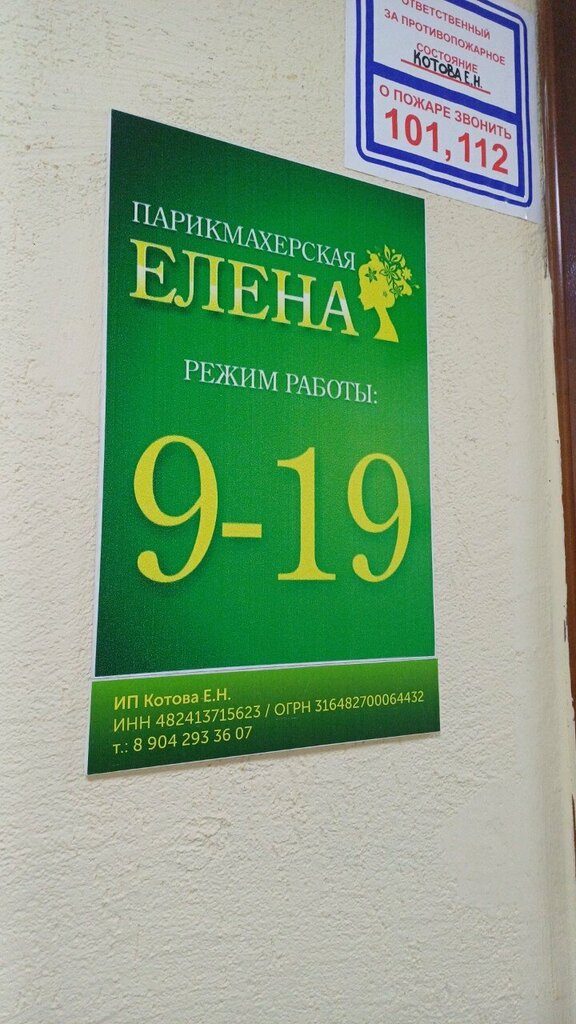 ОТВЕТСТВЕННЫЙ
ЗА ПРОТИВОПОЖАРНОЕ
СОСТОЯНИЕ
КОТОВА Е.Н.
О ПОЖАРЕ ЗВОНИТЬ
101, 112
ПАРИКМАХЕРСКАЯ
ЕЛЕНА
РЕЖИМ РАБОТЫ:
9-19
ИП Котова Е.Н.
ИНН 482413715623 / ОГРН 316482700064432
т.: 8 904 293 36 07